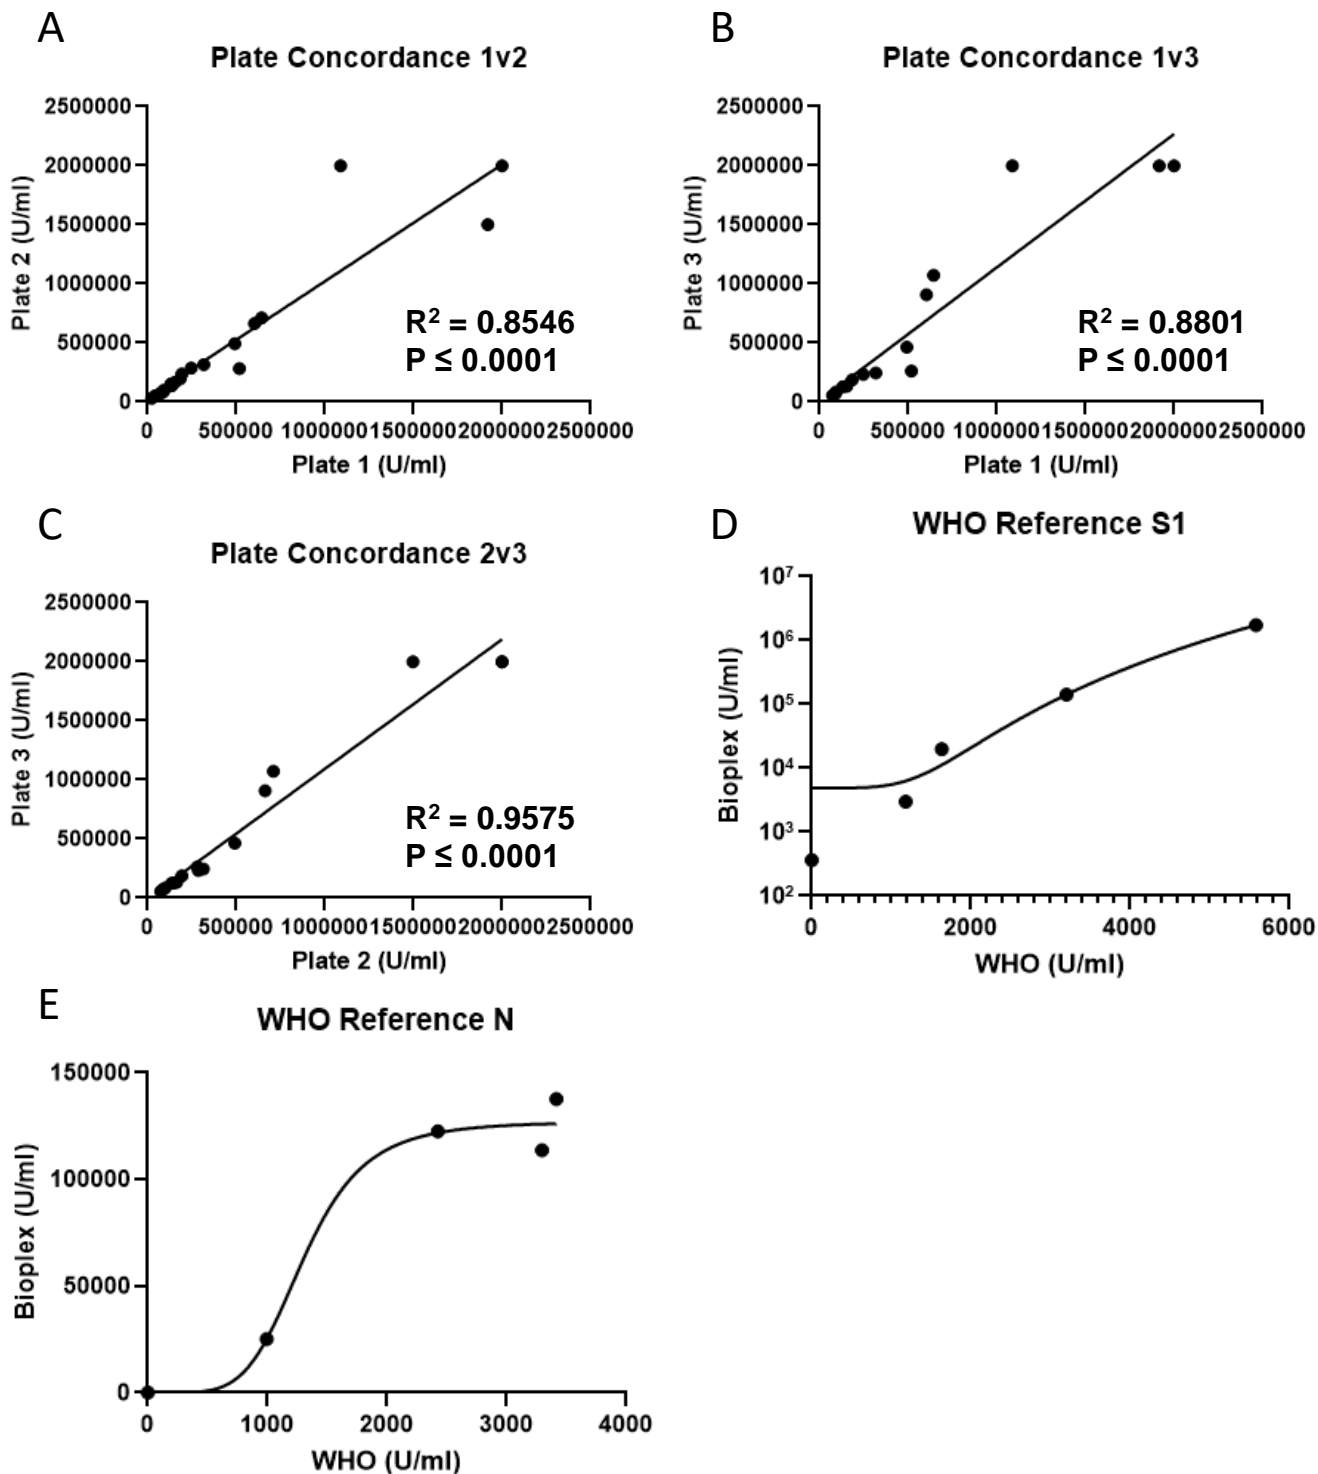 A
Plate Concordance 1v2
2500000
2000000
1500000
1000000
500000
0
Plate 2 (U/ml)
R² = 0.8546
P ≤ 0.0001
0 500000 1000000 1500000 2000000 2500000
Plate 1 (U/ml)
B
Plate Concordance 1v3
2500000
2000000
1500000
1000000
500000
0
Plate 3 (U/ml)
R² = 0.8801
P ≤ 0.0001
0 500000 1000000 1500000 2000000 2500000
Plate 1 (U/ml)
C
Plate Concordance 2v3
2500000
2000000
1500000
1000000
500000
0
Plate 3 (U/ml)
R² = 0.9575
P ≤ 0.0001
0 500000 1000000 1500000 2000000 2500000
Plate 2 (U/ml)
D
WHO Reference S1
10⁷
10⁶
10⁵
10⁴
10³
10²
Bioplex (U/ml)
0 2000 4000 6000
WHO (U/ml)
E
WHO Reference N
150000
100000
50000
0
Bioplex (U/ml)
0 1000 2000 3000 4000
WHO (U/ml)